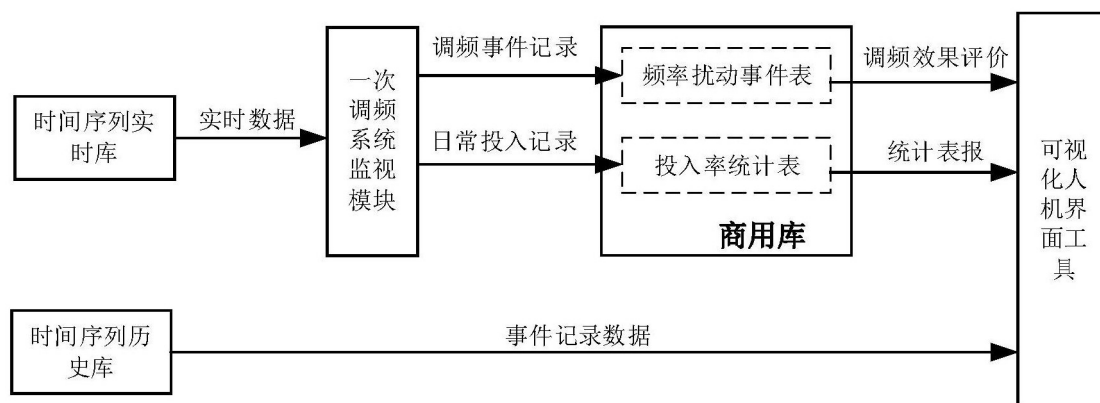 时间序列实
时库
实时数据
一次
调频
系统
监视
模块
调频事件记录
日常投入记录
频率扰动事件表
投入率统计表
商用库
调频效果评价
统计表报
可视
化人
机界
面工
具
时间序列历
史库
事件记录数据